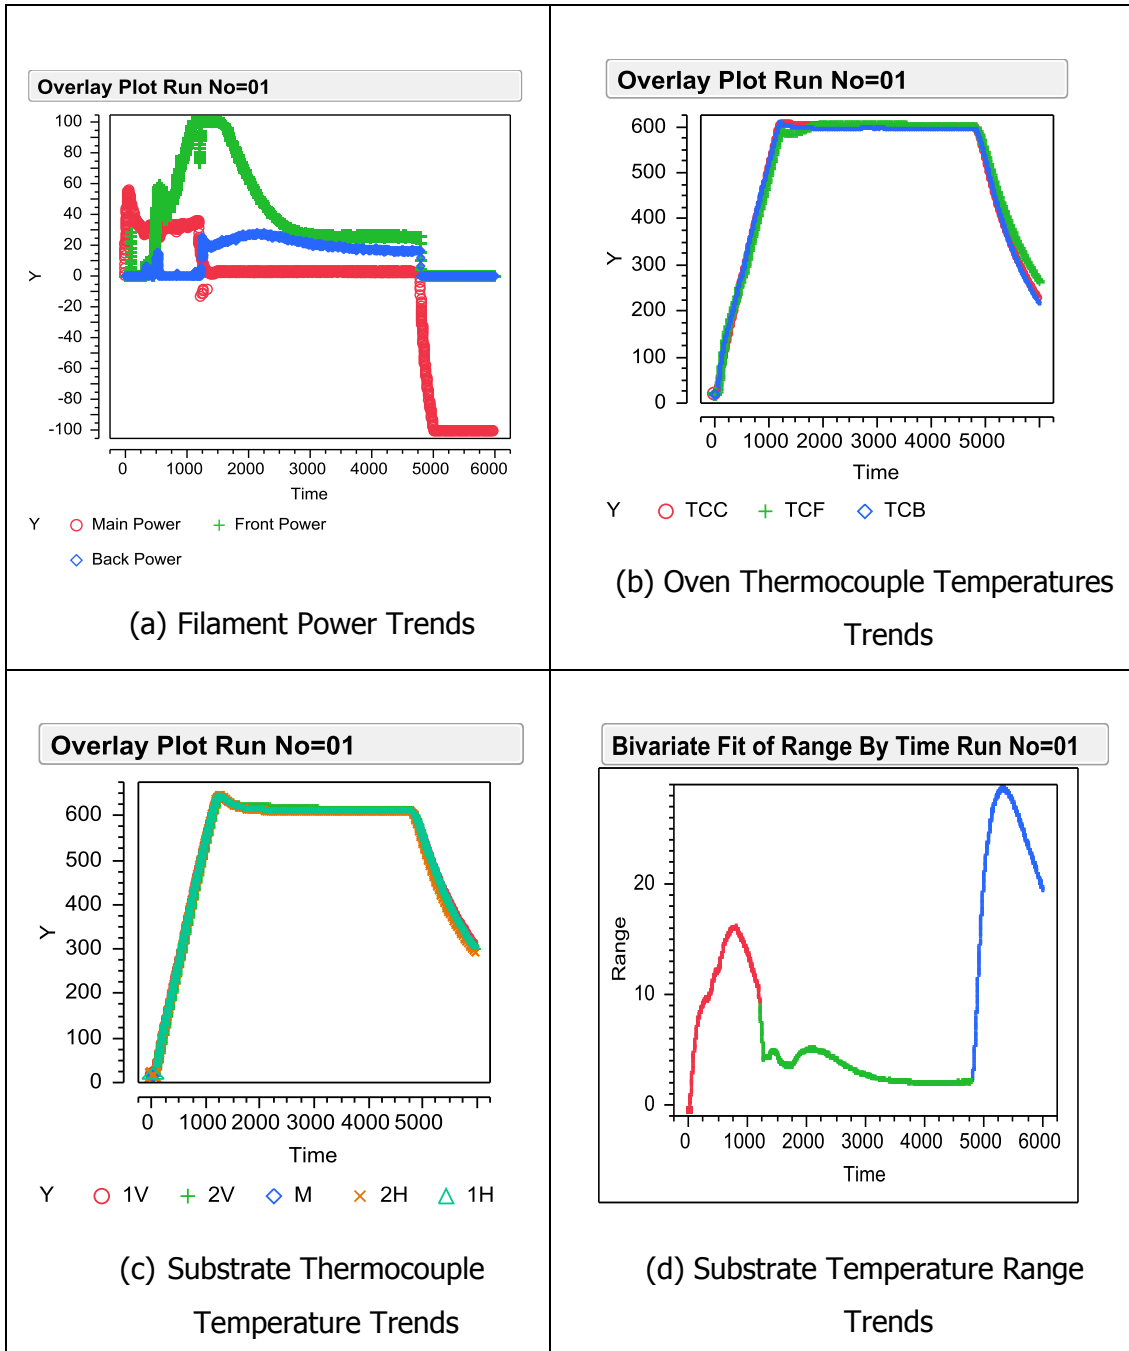 Overlay Plot Run No=01
100
80
60
40
20
0
-20
-40
-60
-80
-100
Y
0 1000 2000 3000 4000 5000 6000
Time
Y Main Power Front Power
Back Power
(a) Filament Power Trends
Overlay Plot Run No=01
600
500
400
300
200
100
0
Y
0 1000 2000 3000 4000 5000
Time
Y TCC TCF TCB
(b) Oven Thermocouple Temperatures
Trends
Overlay Plot Run No=01
600
500
400
300
200
100
0
Y
0 1000 2000 3000 4000 5000
Time
Y 1V 2V M 2H 1H
(c) Substrate Thermocouple
Temperature Trends
Bivariate Fit of Range By Time Run No=01
20
10
0
Range
0 1000 2000 3000 4000 5000 6000
Time
(d) Substrate Temperature Range
Trends